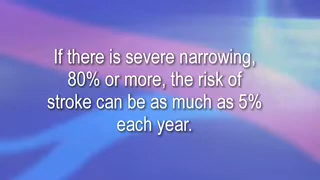 If there is severe narrowing,
80% or more, the risk of
stroke can be as much as 5%
each year.